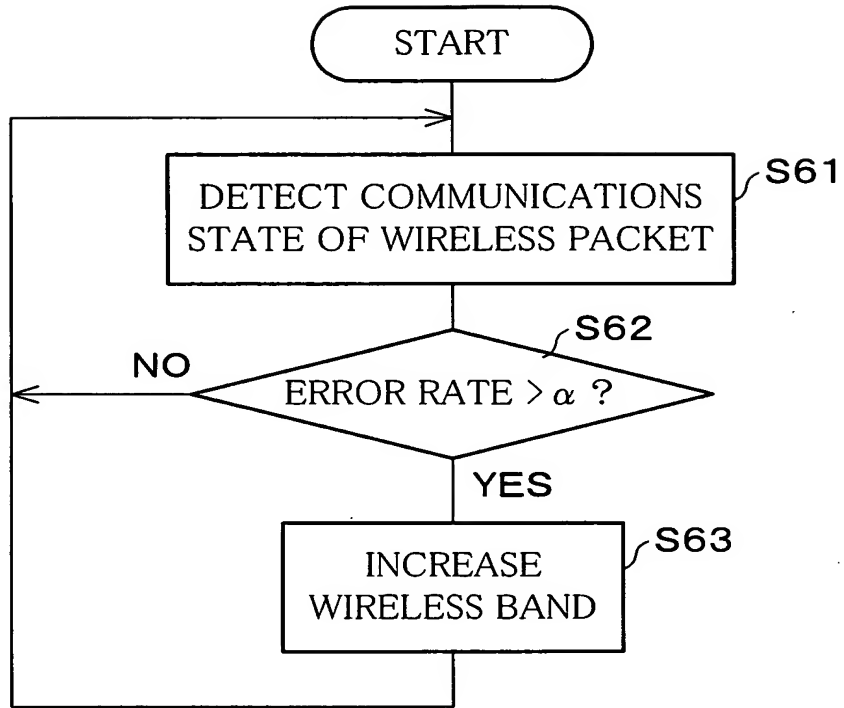 START
S61
DETECT COMMUNICATIONS
STATE OF WIRELESS PACKET
S62
NO
ERROR RATE > α ?
YES
S63
INCREASE
WIRELESS BAND